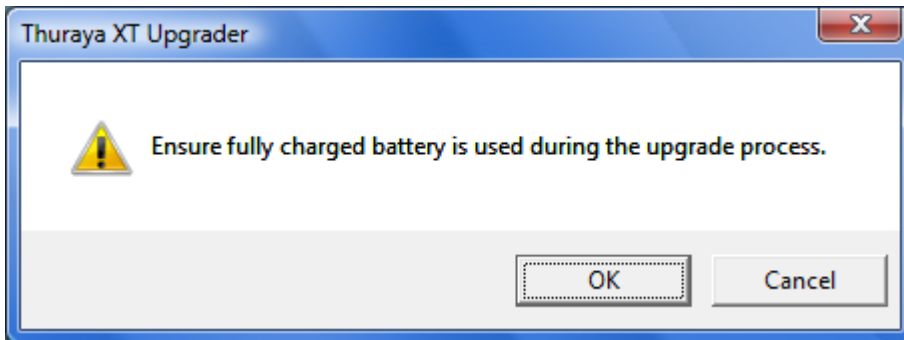 Thuraya XT Upgrader
Ensure fully charged battery is used during the upgrade process.
OK
Cancel